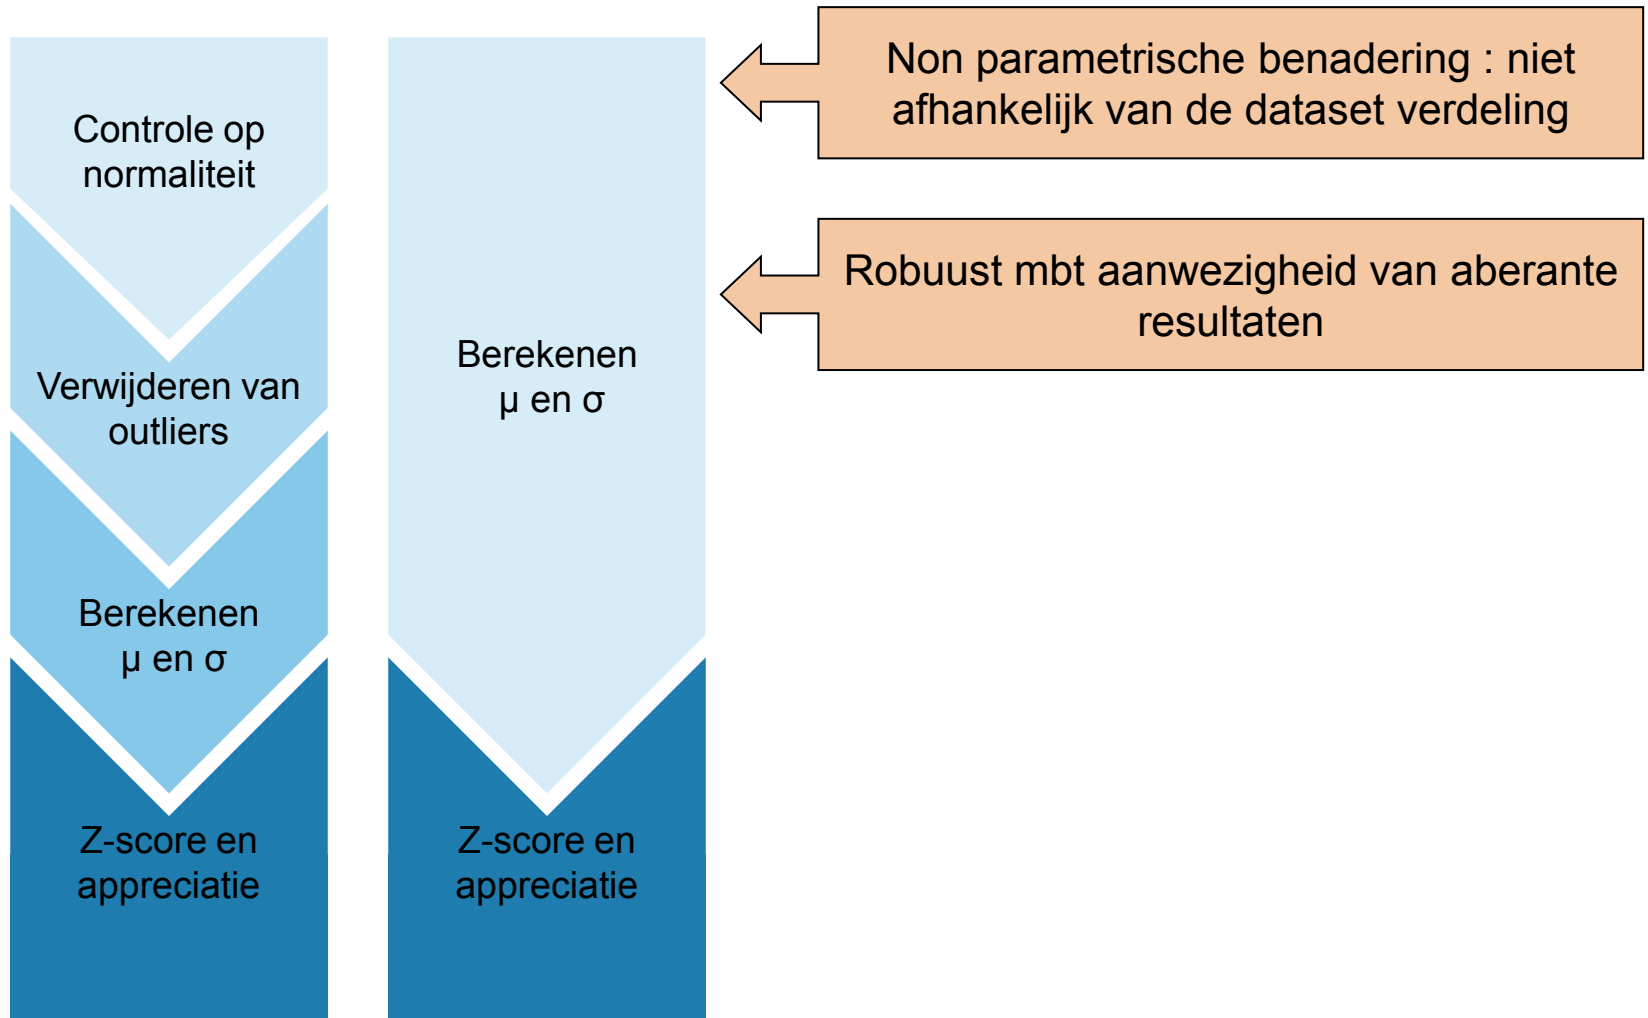 Controle op
normaliteit
Verwijderen van
outliers
Berekenen
μ en σ
Z-score en
appreciatie
Berekenen
μ en σ
Z-score en
appreciatie
Non parametrische benadering : niet
afhankelijk van de dataset verdeling
Robuust mbt aanwezigheid van aberante
resultaten